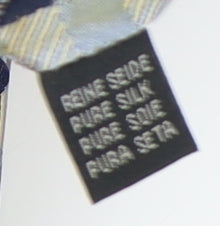 REINE SEIDE
PURE SILK
PURE SOIE
PURA SETA